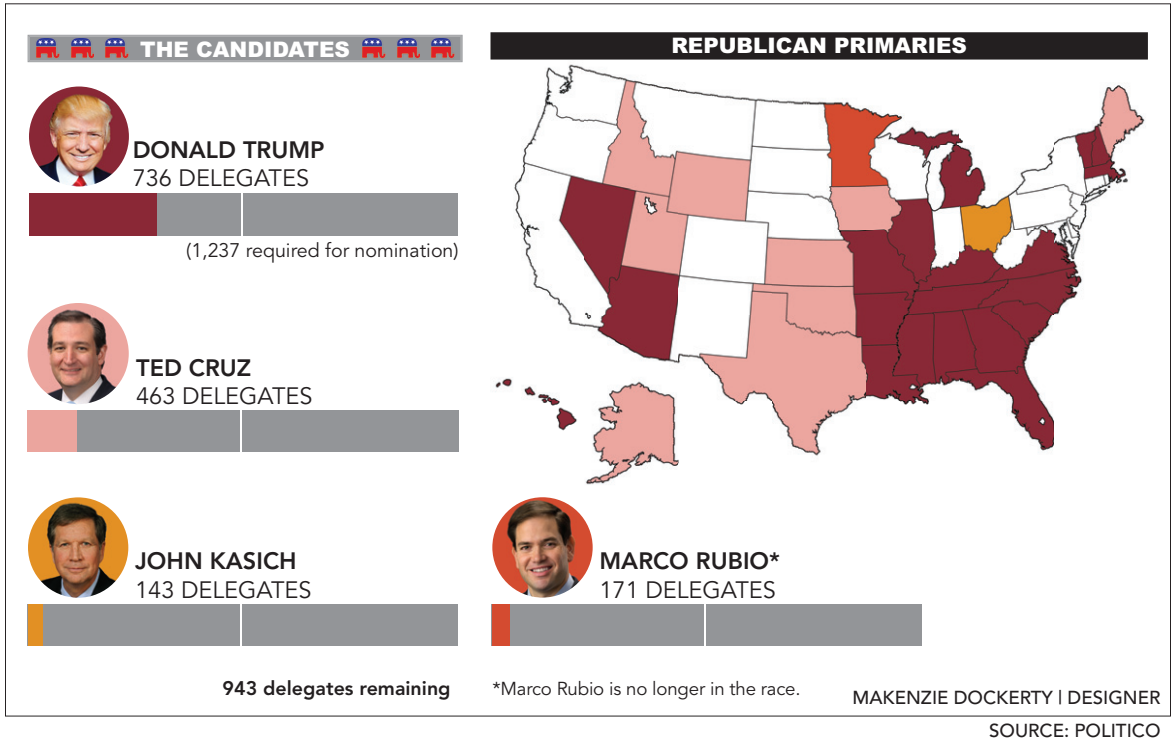 THE CANDIDATES
DONALD TRUMP
736 DELEGATES
(1,237 required for nomination)
TED CRUZ
463 DELEGATES
JOHN KASICH
143 DELEGATES
943 delegates remaining
REPUBLICAN PRIMARIES
MARCO RUBIO*
171 DELEGATES
*Marco Rubio is no longer in the race.
MAKENZIE DOCKERTY | DESIGNER
SOURCE: POLITICO